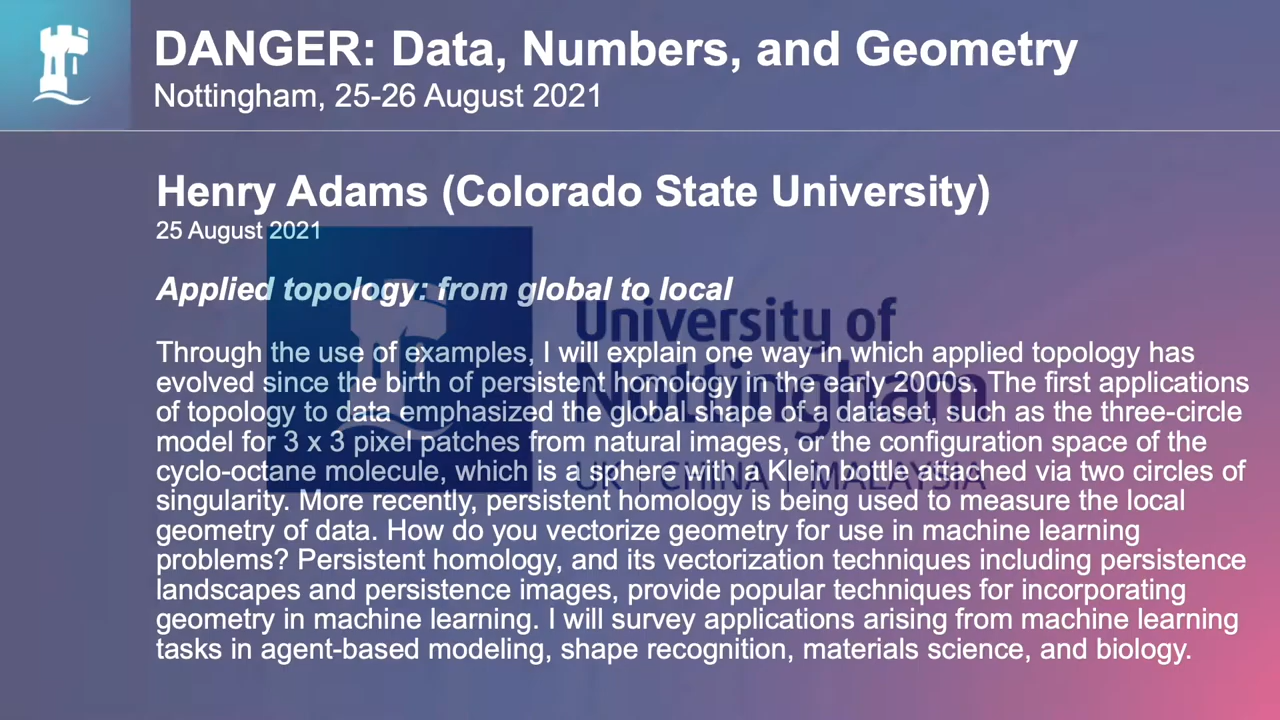 DANGER: Data, Numbers, and Geometry
Nottingham, 25-26 August 2021
Henry Adams (Colorado State University)
25 August 2021
Applied topology: from global to local
Through the use of examples, I will explain one way in which applied topology has
evolved since the birth of persistent homology in the early 2000s. The first applications
of topology to data emphasized the global shape of a dataset, such as the three-circle
model for 3 x 3 pixel patches from natural images, or the configuration space of the
cyclo-octane molecule, which is a sphere with a Klein bottle attached via two circles of
singularity. More recently, persistent homology is being used to measure the local
geometry of data. How do you vectorize geometry for use in machine learning
problems? Persistent homology, and its vectorization techniques including persistence
landscapes and persistence images, provide popular techniques for incorporating
geometry in machine learning. I will survey applications arising from machine learning
tasks in agent-based modeling, shape recognition, materials science, and biology.
University of
Nottingham
UK | CHINA | MALAYSIA